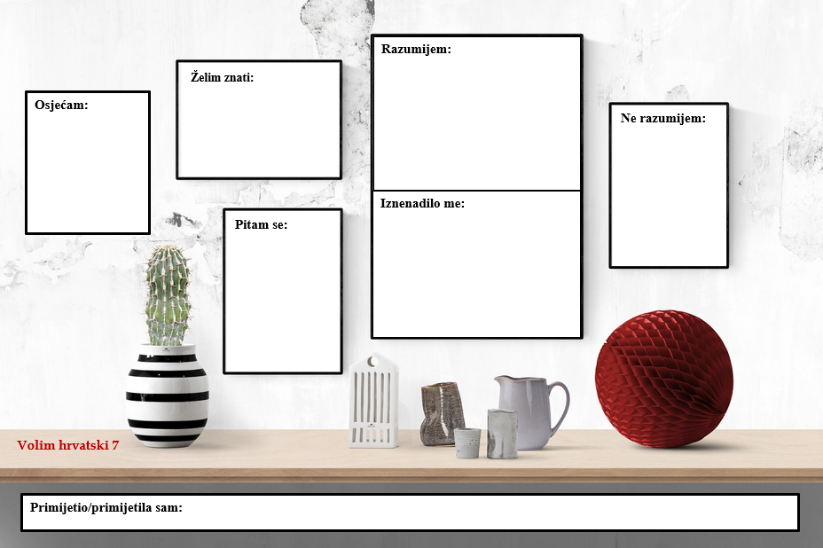 Osjećam:
Želim znati:
Pitam se:
Razumijem:
Iznenadilo me:
Ne razumijem:
Volim hrvatski 7
Primijetio/primijetila sam: